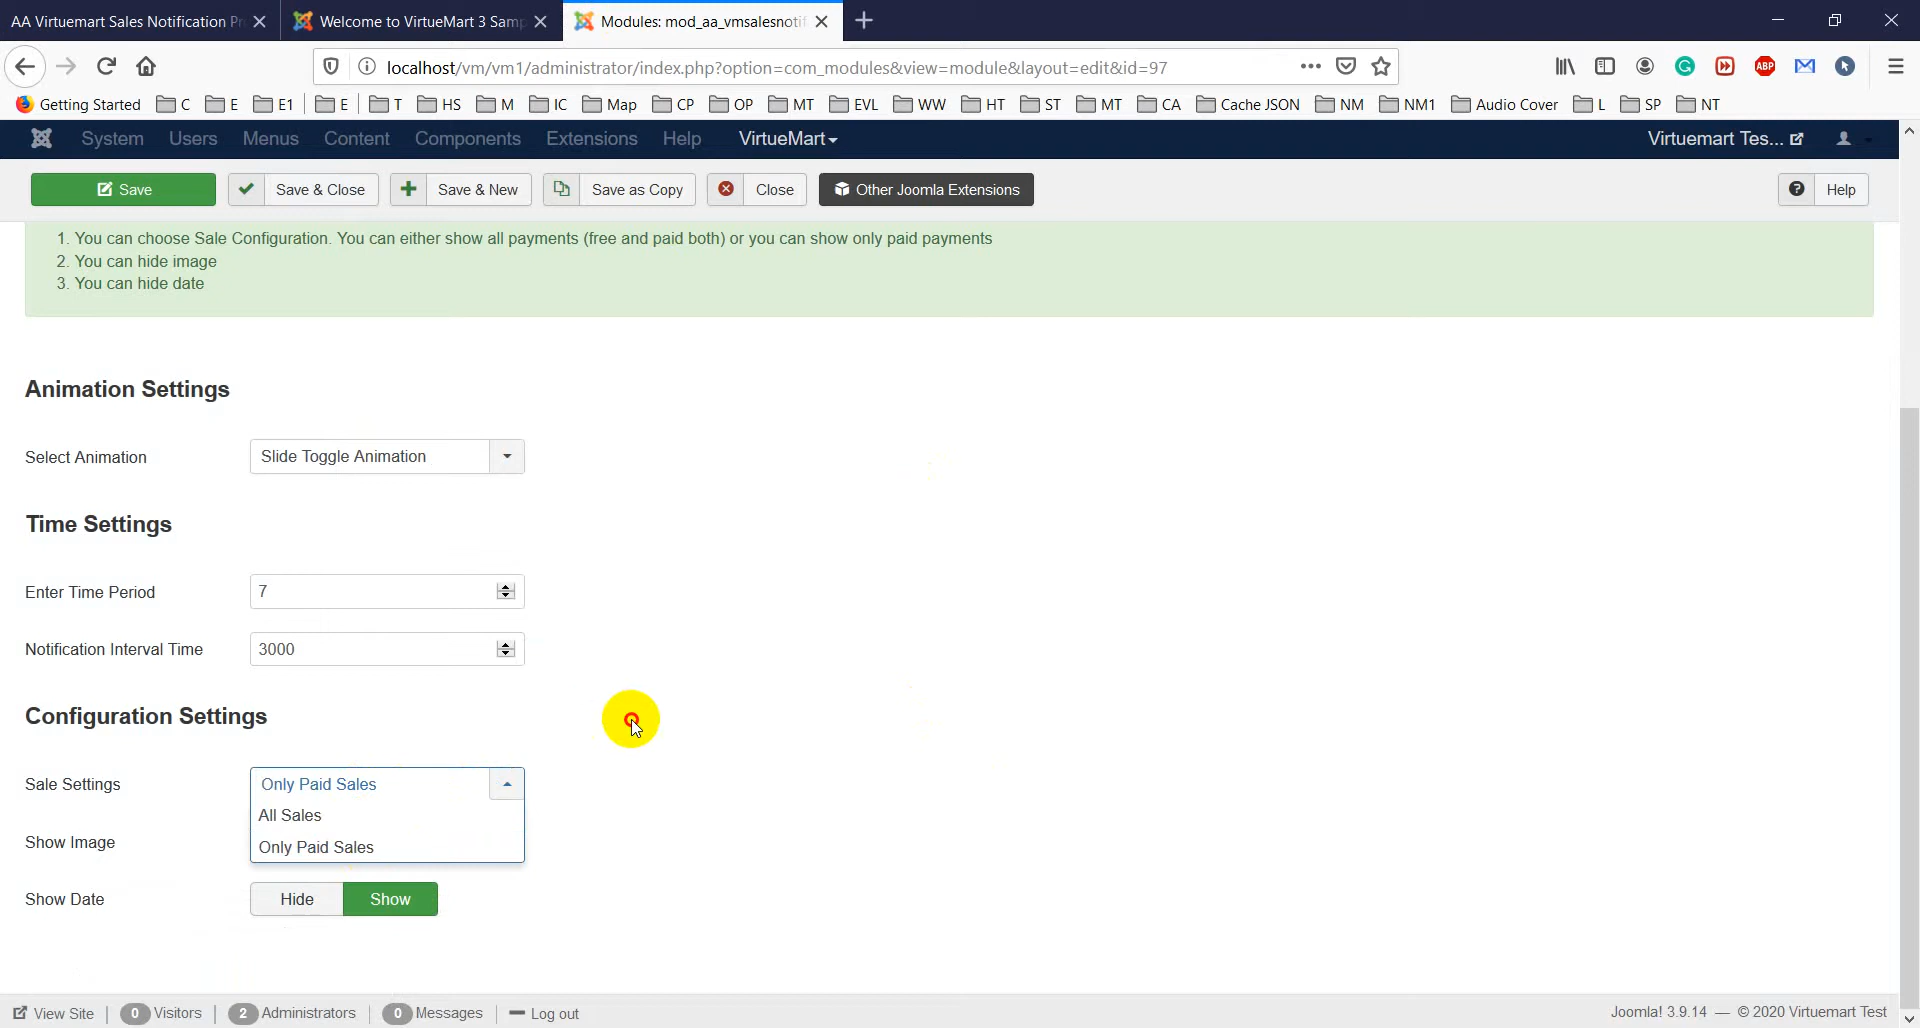 AA Virtuemart Sales Notification Pr
Welcome to VirtueMart 3 Samp
Modules: mod_aa_vmsalesnotif
localhost/vm/vm1/administrator/index.php?option=com_modules&view=module&layout=edit&id=97
ABP
Getting Started C E E1 E T HS M IC Map CP OP MT EVL WW HT ST MT CA Cache JSON NM NM1 Audio Cover L SP NT
System Users Menus Content Components Extensions Help VirtueMart Virtuemart Tes...
Save Save & Close Save & New Save as Copy Close Other Joomla Extensions Help
1. You can choose Sale Configuration. You can either show all payments (free and paid both) or you can show only paid payments
2. You can hide image
3. You can hide date
Animation Settings
Select Animation Slide Toggle Animation
Time Settings
Enter Time Period 7
Notification Interval Time 3000
Configuration Settings
Sale Settings Only Paid Sales
All Sales
Show Image
Only Paid Sales
Show Date Hide Show
View Site 0 Visitors 2 Administrators 0 Messages Log out Joomla! 3.9.14 — © 2020 Virtuemart Test